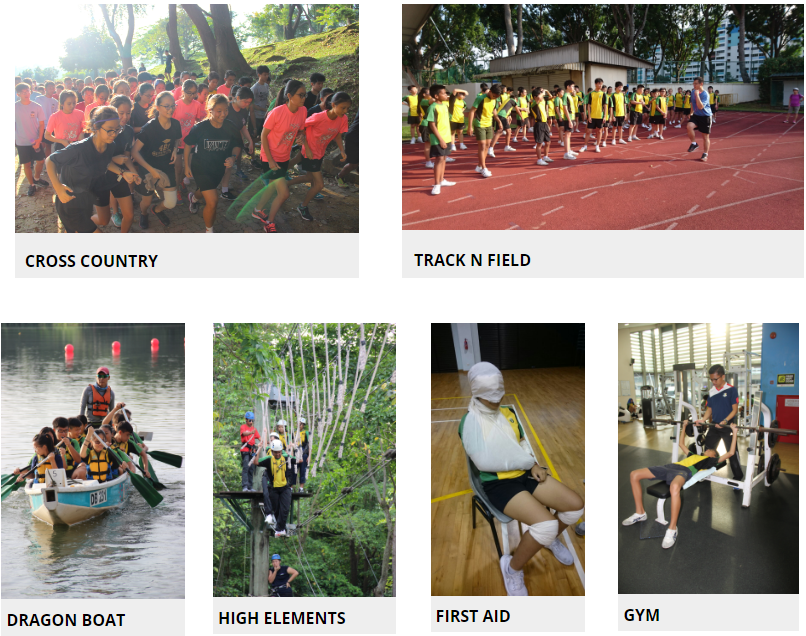 CROSS COUNTRY
TRACK N FIELD
DRAGON BOAT
HIGH ELEMENTS
FIRST AID
GYM